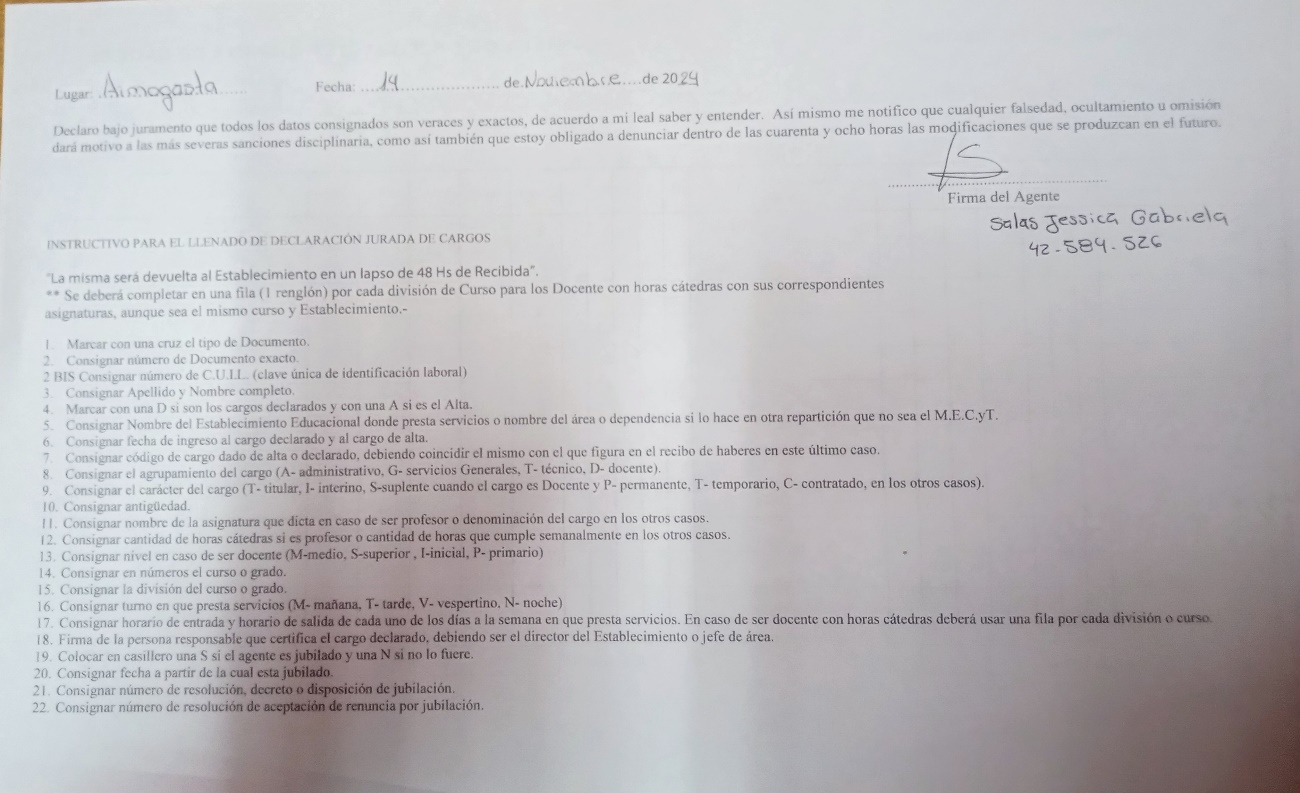 Lugar: Aimogasta...... Fecha: ....14..................... de.Noviembre....de 2024
Declaro bajo juramento que todos los datos consignados son veraces y exactos, de acuerdo a mi leal saber y entender. Así mismo me notifico que cualquier falsedad, ocultamiento u omisión
dará motivo a las más severas sanciones disciplinaria, como así también que estoy obligado a denunciar dentro de las cuarenta y ocho horas las modificaciones que se produzcan en el futuro.
Firma del Agente
Salas Jessica Gabriela
42.584.526
INSTRUCTIVO PARA EL LLENADO DE DECLARACIÓN JURADA DE CARGOS
"La misma será devuelta al Establecimiento en un lapso de 48 Hs de Recibida".
** Se deberá completar en una fila (1 renglón) por cada división de Curso para los Docente con horas cátedras con sus correspondientes
asignaturas, aunque sea el mismo curso y Establecimiento.-
1. Marcar con una cruz el tipo de Documento.
2. Consignar número de Documento exacto.
2 BIS Consignar número de C.U.I.L. (clave única de identificación laboral)
3. Consignar Apellido y Nombre completo.
4. Marcar con una D si son los cargos declarados y con una A si es el Alta.
5. Consignar Nombre del Establecimiento Educacional donde presta servicios o nombre del área o dependencia si lo hace en otra repartición que no sea el M.E.C.yT.
6. Consignar fecha de ingreso al cargo declarado y al cargo de alta.
7. Consignar código de cargo dado de alta o declarado, debiendo coincidir el mismo con el que figura en el recibo de haberes en este último caso.
8. Consignar el agrupamiento del cargo (A- administrativo, G- servicios Generales, T- técnico, D- docente).
9. Consignar el carácter del cargo (T- titular, I- interino, S-suplente cuando el cargo es Docente y P- permanente, T- temporario, C- contratado, en los otros casos).
10. Consignar antigüedad.
11. Consignar nombre de la asignatura que dicta en caso de ser profesor o denominación del cargo en los otros casos.
12. Consignar cantidad de horas cátedras si es profesor o cantidad de horas que cumple semanalmente en los otros casos.
13. Consignar nivel en caso de ser docente (M-medio, S-superior , I-inicial, P- primario)
14. Consignar en números el curso o grado.
15. Consignar la división del curso o grado.
16. Consignar turno en que presta servicios (M- mañana, T- tarde, V- vespertino, N- noche)
17. Consignar horario de entrada y horario de salida de cada uno de los días a la semana en que presta servicios. En caso de ser docente con horas cátedras deberá usar una fila por cada división o curso.
18. Firma de la persona responsable que certifica el cargo declarado, debiendo ser el director del Establecimiento o jefe de área.
19. Colocar en casillero una S si el agente es jubilado y una N si no lo fuere.
20. Consignar fecha a partir de la cual esta jubilado.
21. Consignar número de resolución, decreto o disposición de jubilación.
22. Consignar número de resolución de aceptación de renuncia por jubilación.